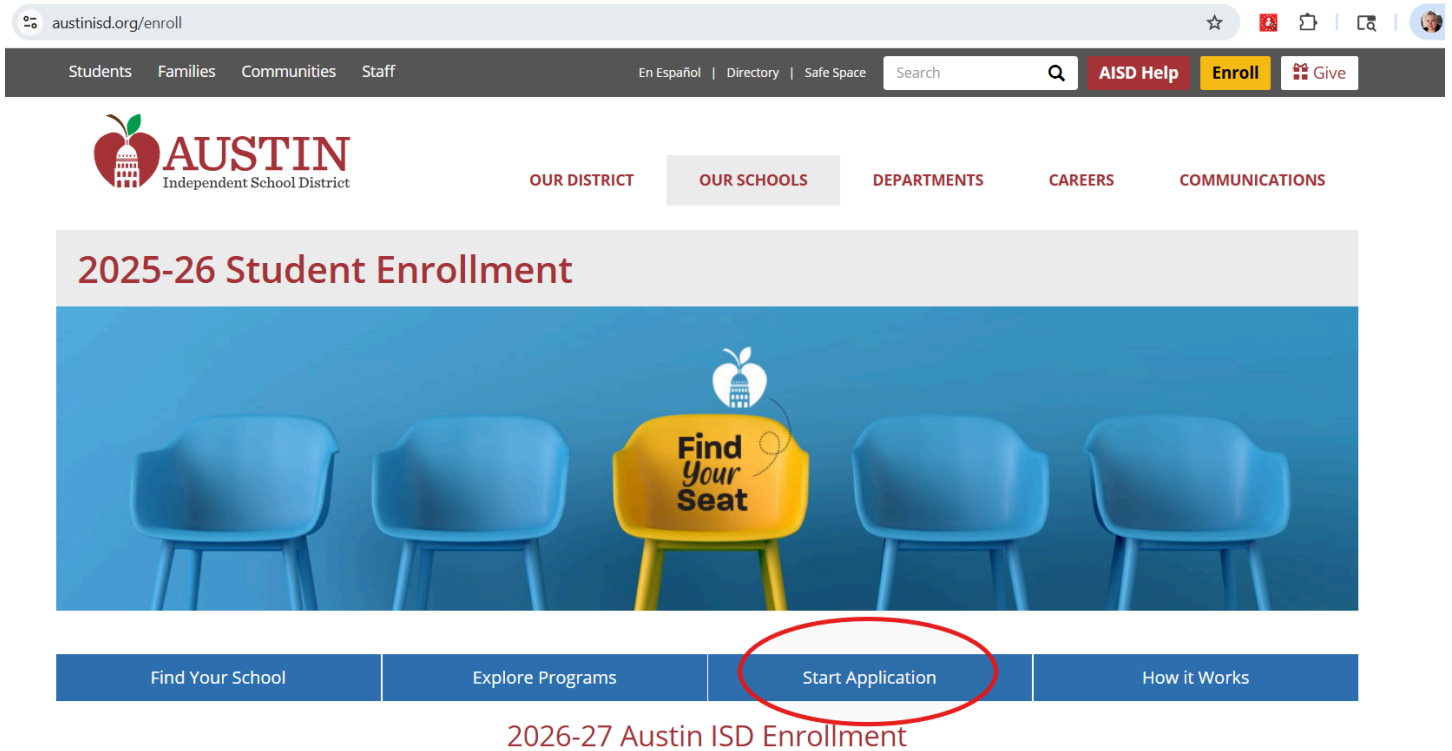 austinisd.org/enroll
Students Families Communities Staff En Español | Directory | Safe Space Search AISD Help Enroll Give
AUSTIN
Independent School District
OUR DISTRICT OUR SCHOOLS DEPARTMENTS CAREERS COMMUNICATIONS
2025-26 Student Enrollment
Find
Your
Seat
Find Your School Explore Programs Start Application How it Works
2026-27 Austin ISD Enrollment